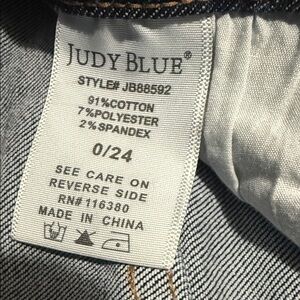 JUDY BLUE®
STYLE# JB88592
91%COTTON
7%POLYESTER
2%SPANDEX
0/24
SEE CARE ON
REVERSE SIDE
RN# 116380
MADE IN CHINA